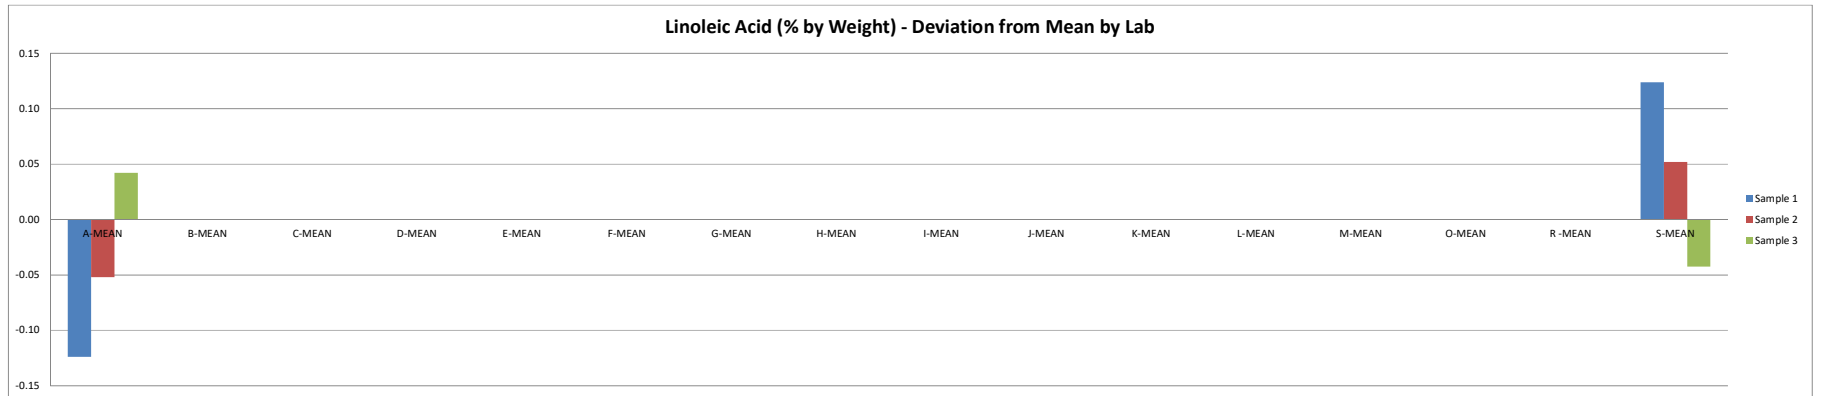 Linoleic Acid (% by Weight) - Deviation from Mean by Lab
0.15
0.10
0.05
0.00
-0.05
-0.10
-0.15
A-MEAN B-MEAN C-MEAN D-MEAN E-MEAN F-MEAN G-MEAN H-MEAN I-MEAN J-MEAN K-MEAN L-MEAN M-MEAN O-MEAN R -MEAN S-MEAN
Sample 1
Sample 2
Sample 3